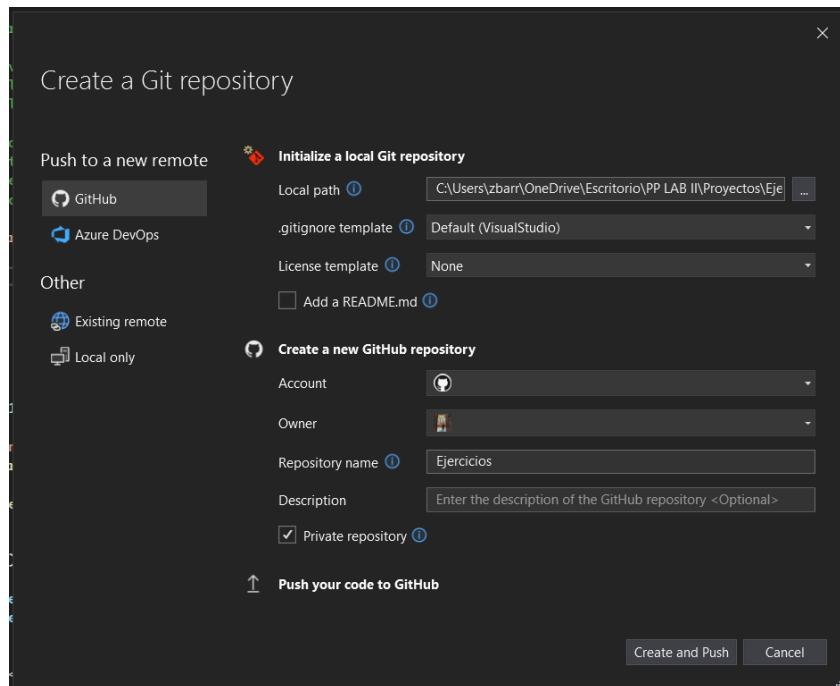 Create a Git repository
Push to a new remote
GitHub
Azure DevOps
Other
Existing remote
Local only
Initialize a local Git repository
Local path C:\Users\zbarr\OneDrive\Escritorio\PP LAB II\Proyectos\Eje ...
.gitignore template Default (VisualStudio)
License template None
Add a README.md
Create a new GitHub repository
Account
Owner
Repository name Ejercicios
Description Enter the description of the GitHub repository <Optional>
Private repository
Push your code to GitHub
Create and Push Cancel